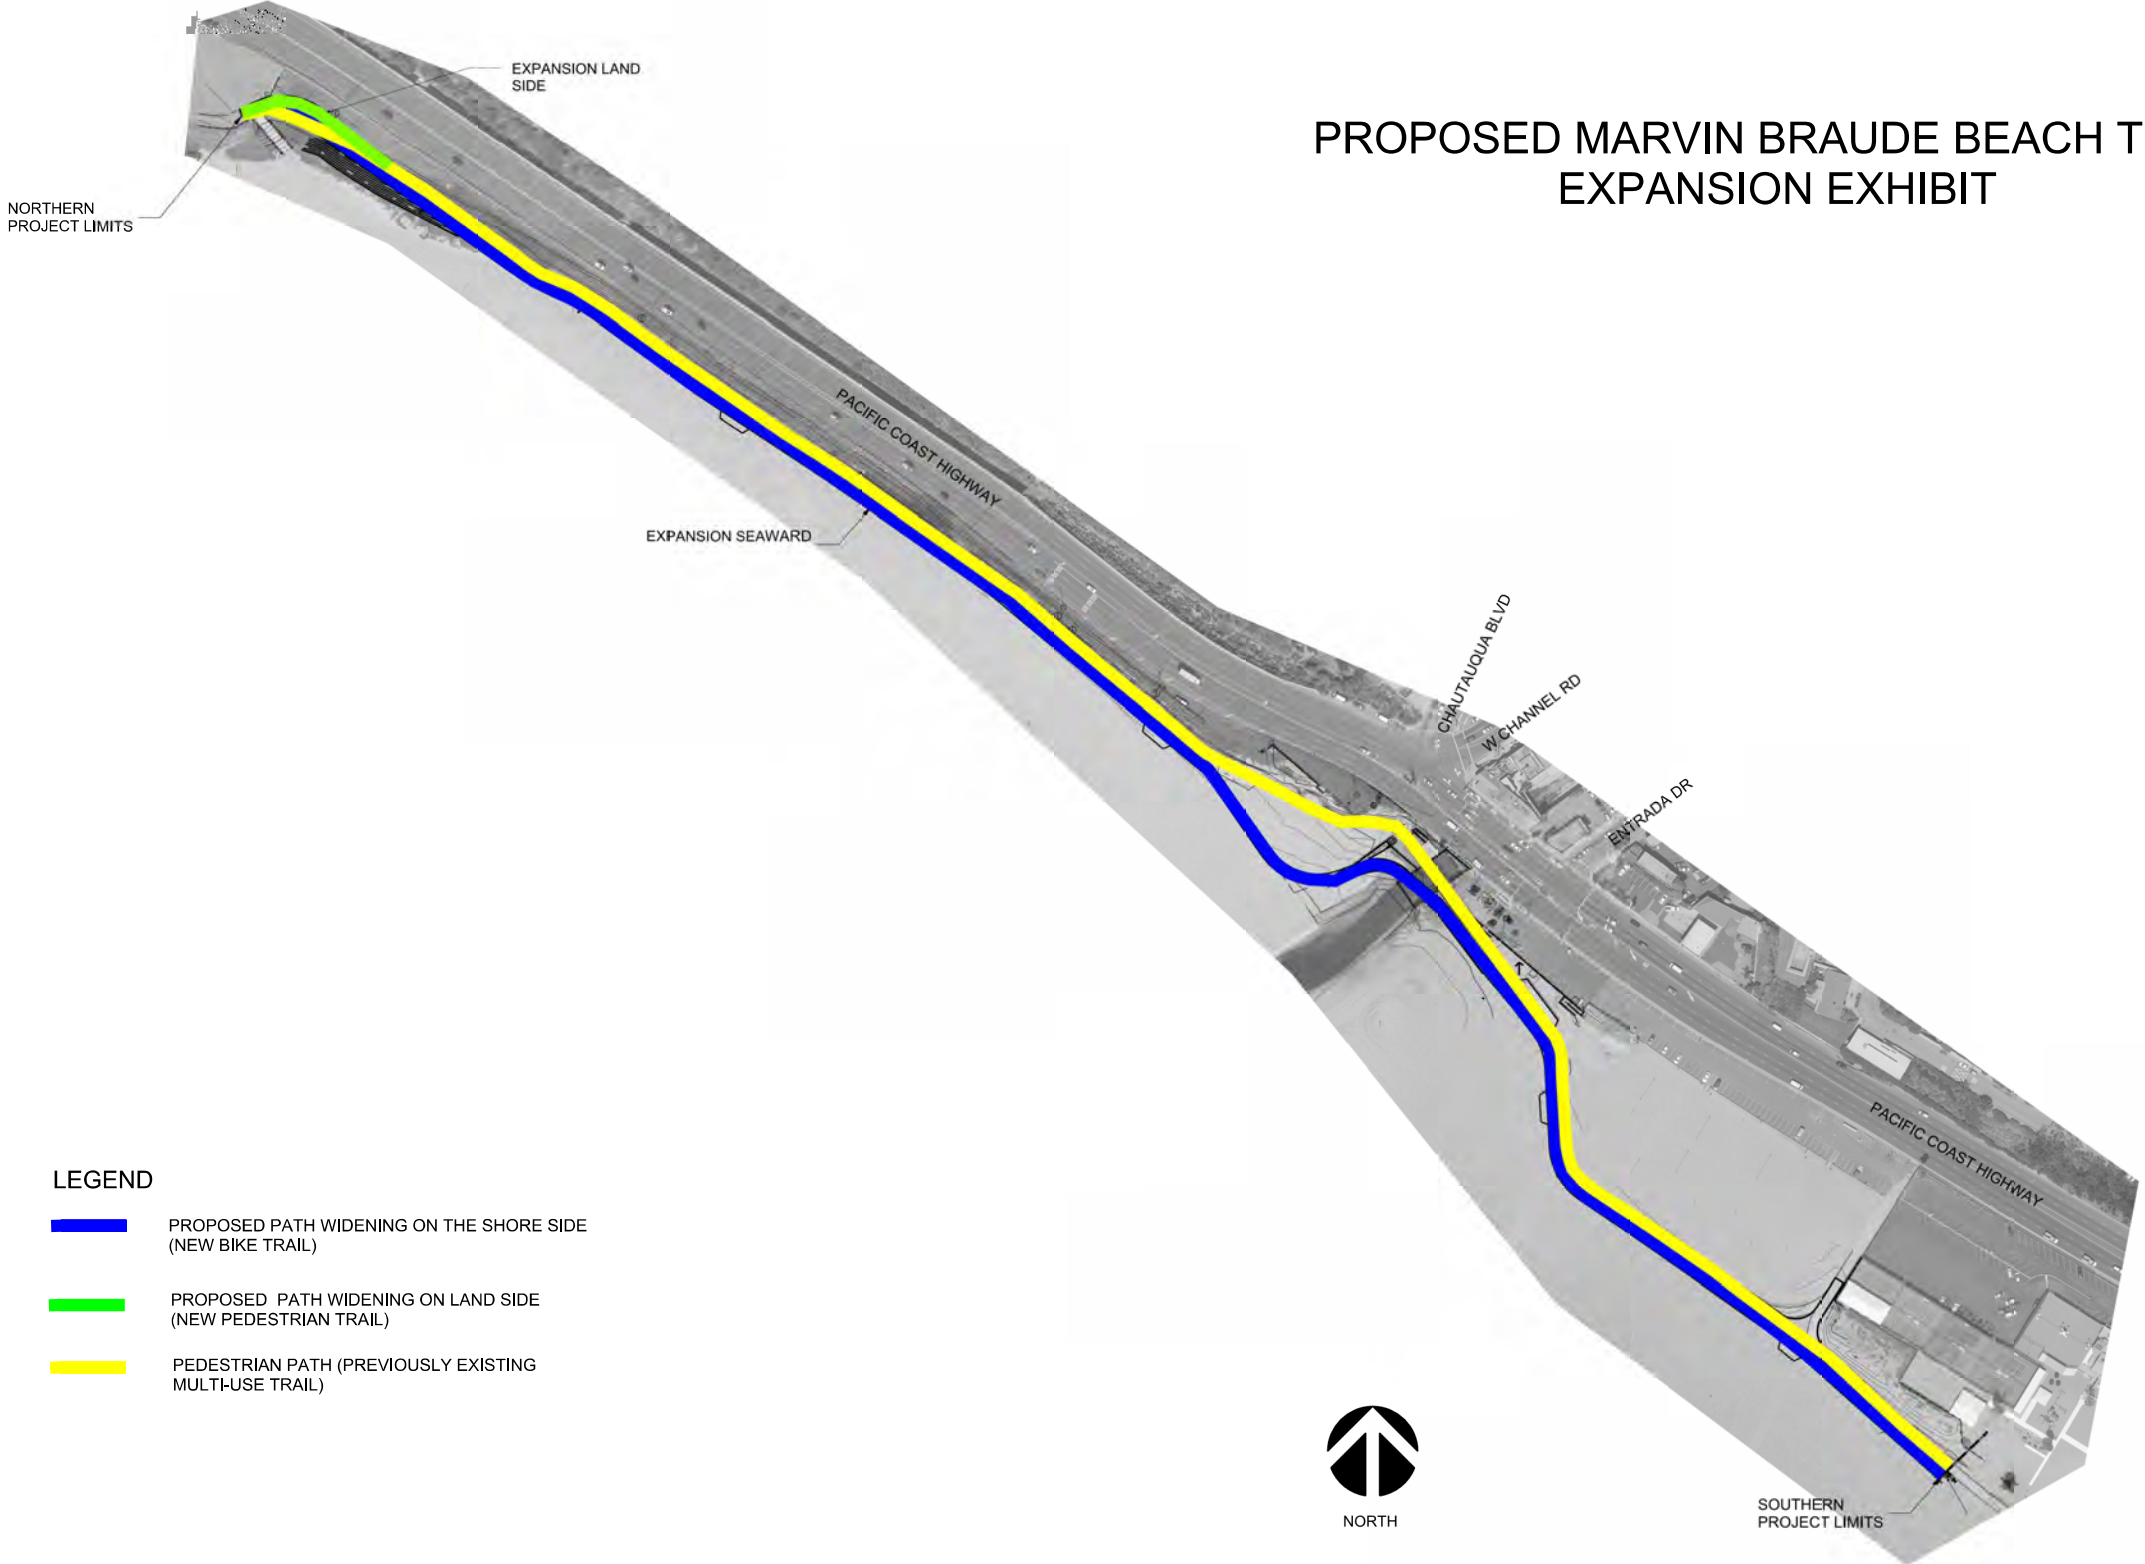 EXPANSION LAND
SIDE
PROPOSED MARVIN BRAUDE BEACH T
EXPANSION EXHIBIT
NORTHERN
PROJECT LIMITS
PACIFIC COAST HIGHWAY
EXPANSION SEAWARD
CHAUTAUQUA BLVD
W CHANNEL RD
ENTRADA DR
PACIFIC COAST HIGHWAY
LEGEND
PROPOSED PATH WIDENING ON THE SHORE SIDE
(NEW BIKE TRAIL)
PROPOSED PATH WIDENING ON LAND SIDE
(NEW PEDESTRIAN TRAIL)
PEDESTRIAN PATH (PREVIOUSLY EXISTING
MULTI-USE TRAIL)
NORTH
SOUTHERN
PROJECT LIMITS